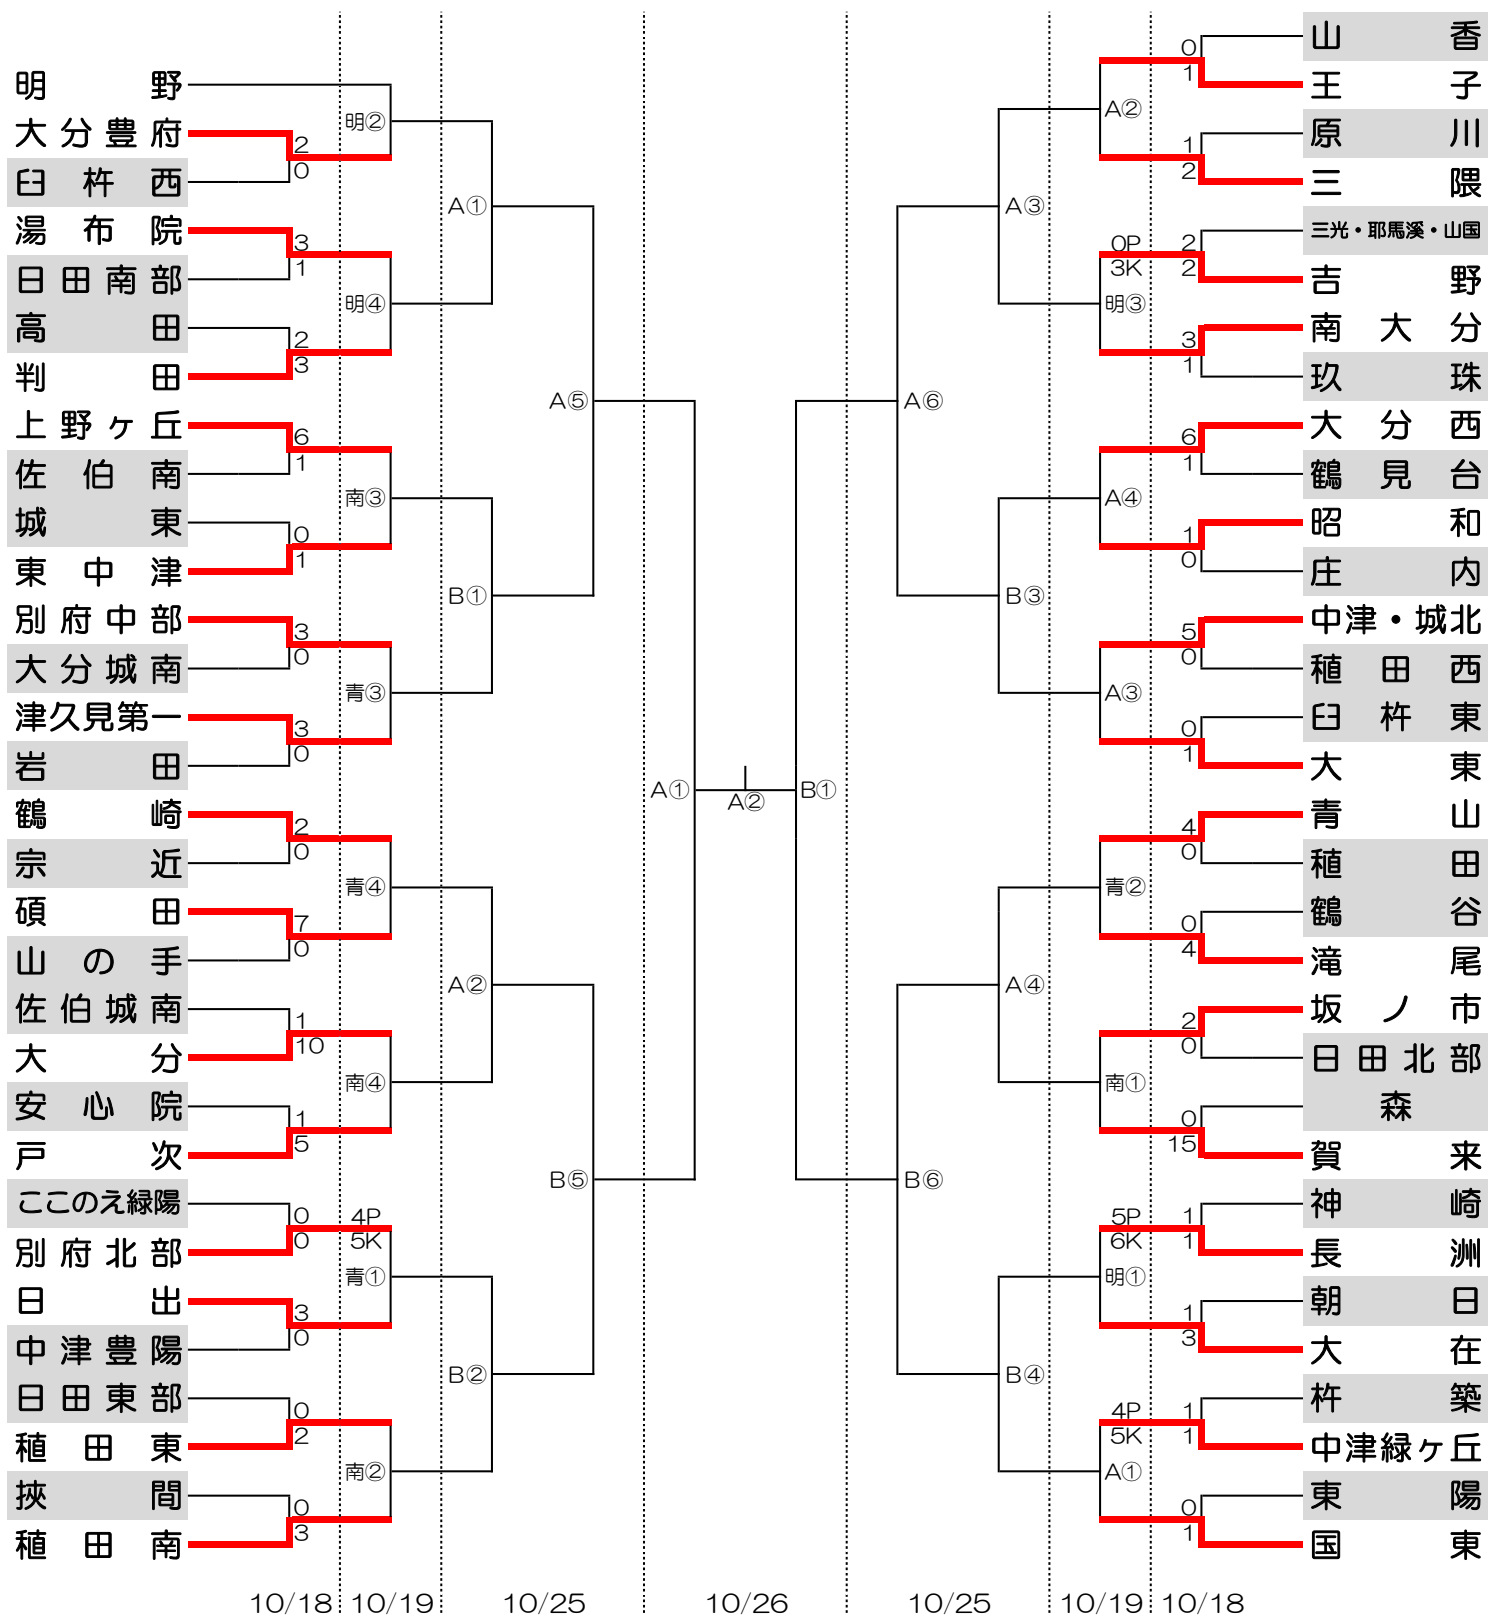 明野
大分豊府
臼杵西
湯布院
日田南部
高田
判田
上野ヶ丘
佐伯南
城東
東中津
別府中部
大分城南
津久見第一
岩田
鶴崎
宗近
碩田
山の手
佐伯城南
大分
安心院
戸次
ここのえ緑陽
別府北部
日出
中津豊陽
日田東部
稙田東
挾間
稙田南
2
0
3
1
2
3
6
1
0
1
3
0
3
0
2
0
7
0
1
10
1
5
0
0
3
0
0
2
0
3
4P
5K
明②
明④
南③
青③
青④
南④
青①
南②
A①
B①
A②
B②
A⑤
B⑤
A①
A②
B①
A⑥
B⑥
A③
B③
A④
B④
A②
0P
3K
明③
A④
A③
青②
南①
5P
6K
明①
4P
5K
A①
0
1
1
2
2
2
3
1
6
1
1
0
5
0
0
1
4
0
0
4
2
0
0
15
1
1
1
3
1
1
0
1
山香
王子
原川
三隈
三光・耶馬溪・山国
吉野
南大分
玖珠
大分西
鶴見台
昭和
庄内
中津・城北
稙田西
臼杵東
大東
青山
稙田
鶴谷
滝尾
坂ノ市
日田北部
森
賀来
神崎
長洲
朝日
大在
杵築
中津緑ヶ丘
東陽
国東
10/18 10/19 10/25 10/26 10/25 10/19 10/18